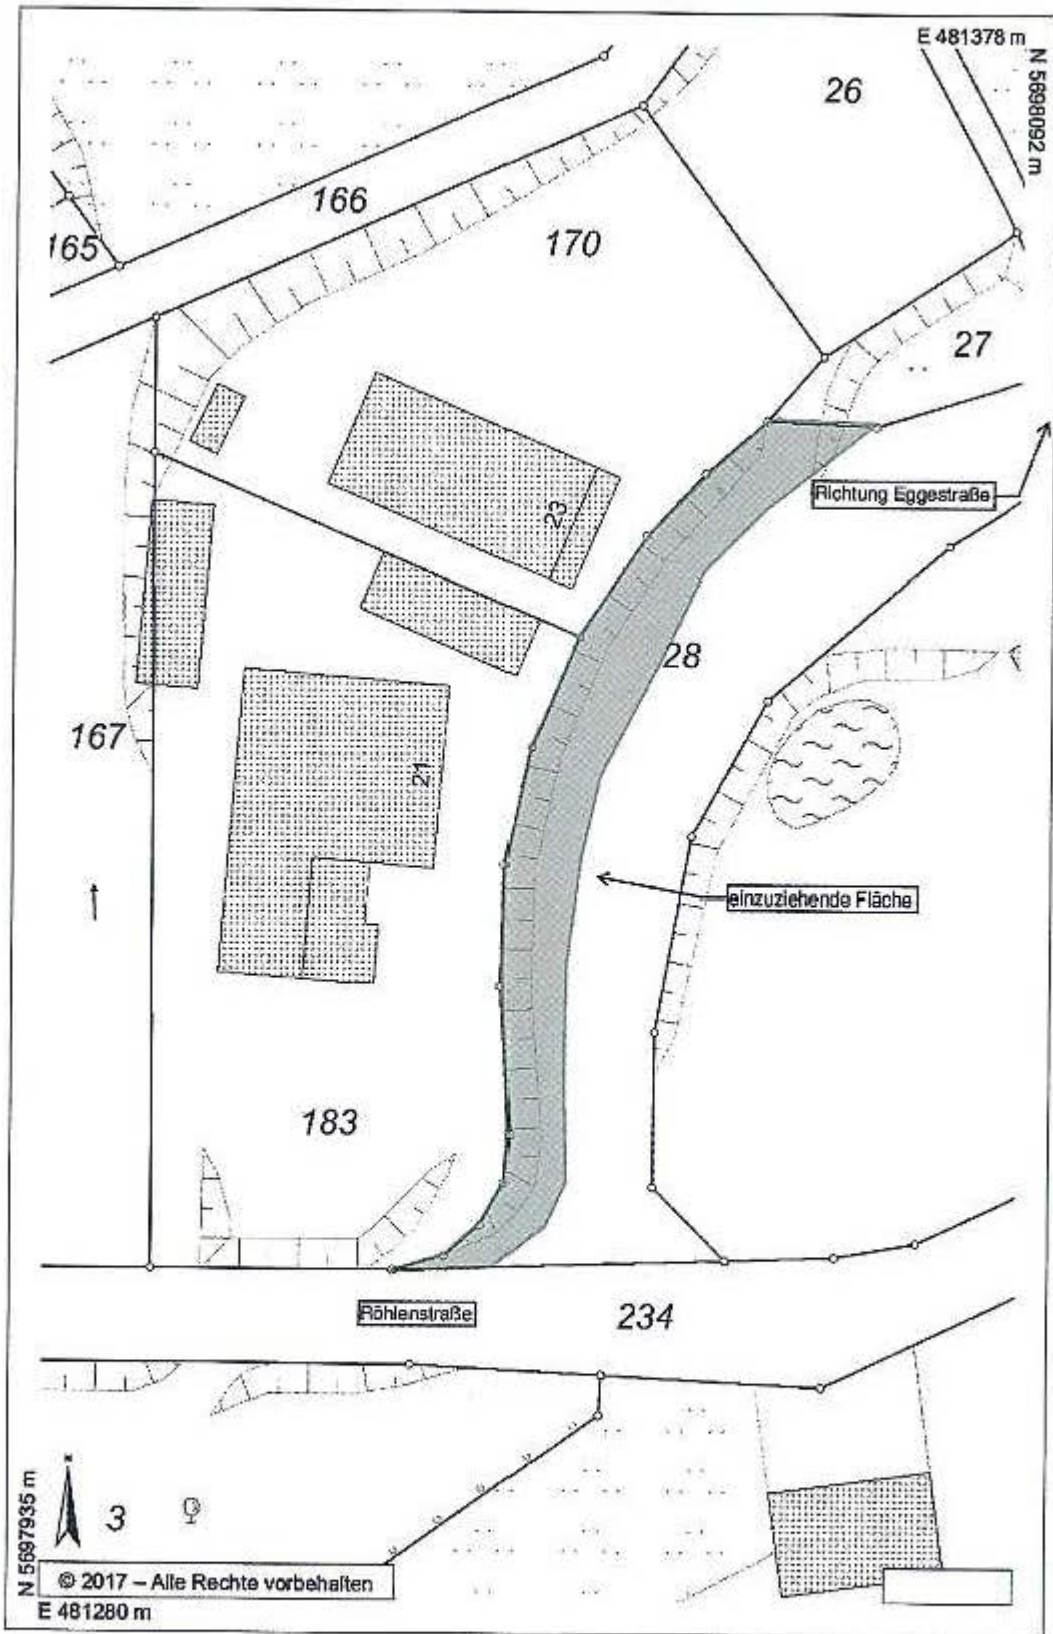 E 481378 m
N 5698092 m
26
166
165
170
27
Richtung Eggestraße
23
28
167
21
einzuziehende Fläche
183
Röhlenstraße
234
N 5697935 m
3
© 2017 – Alle Rechte vorbehalten
E 481280 m